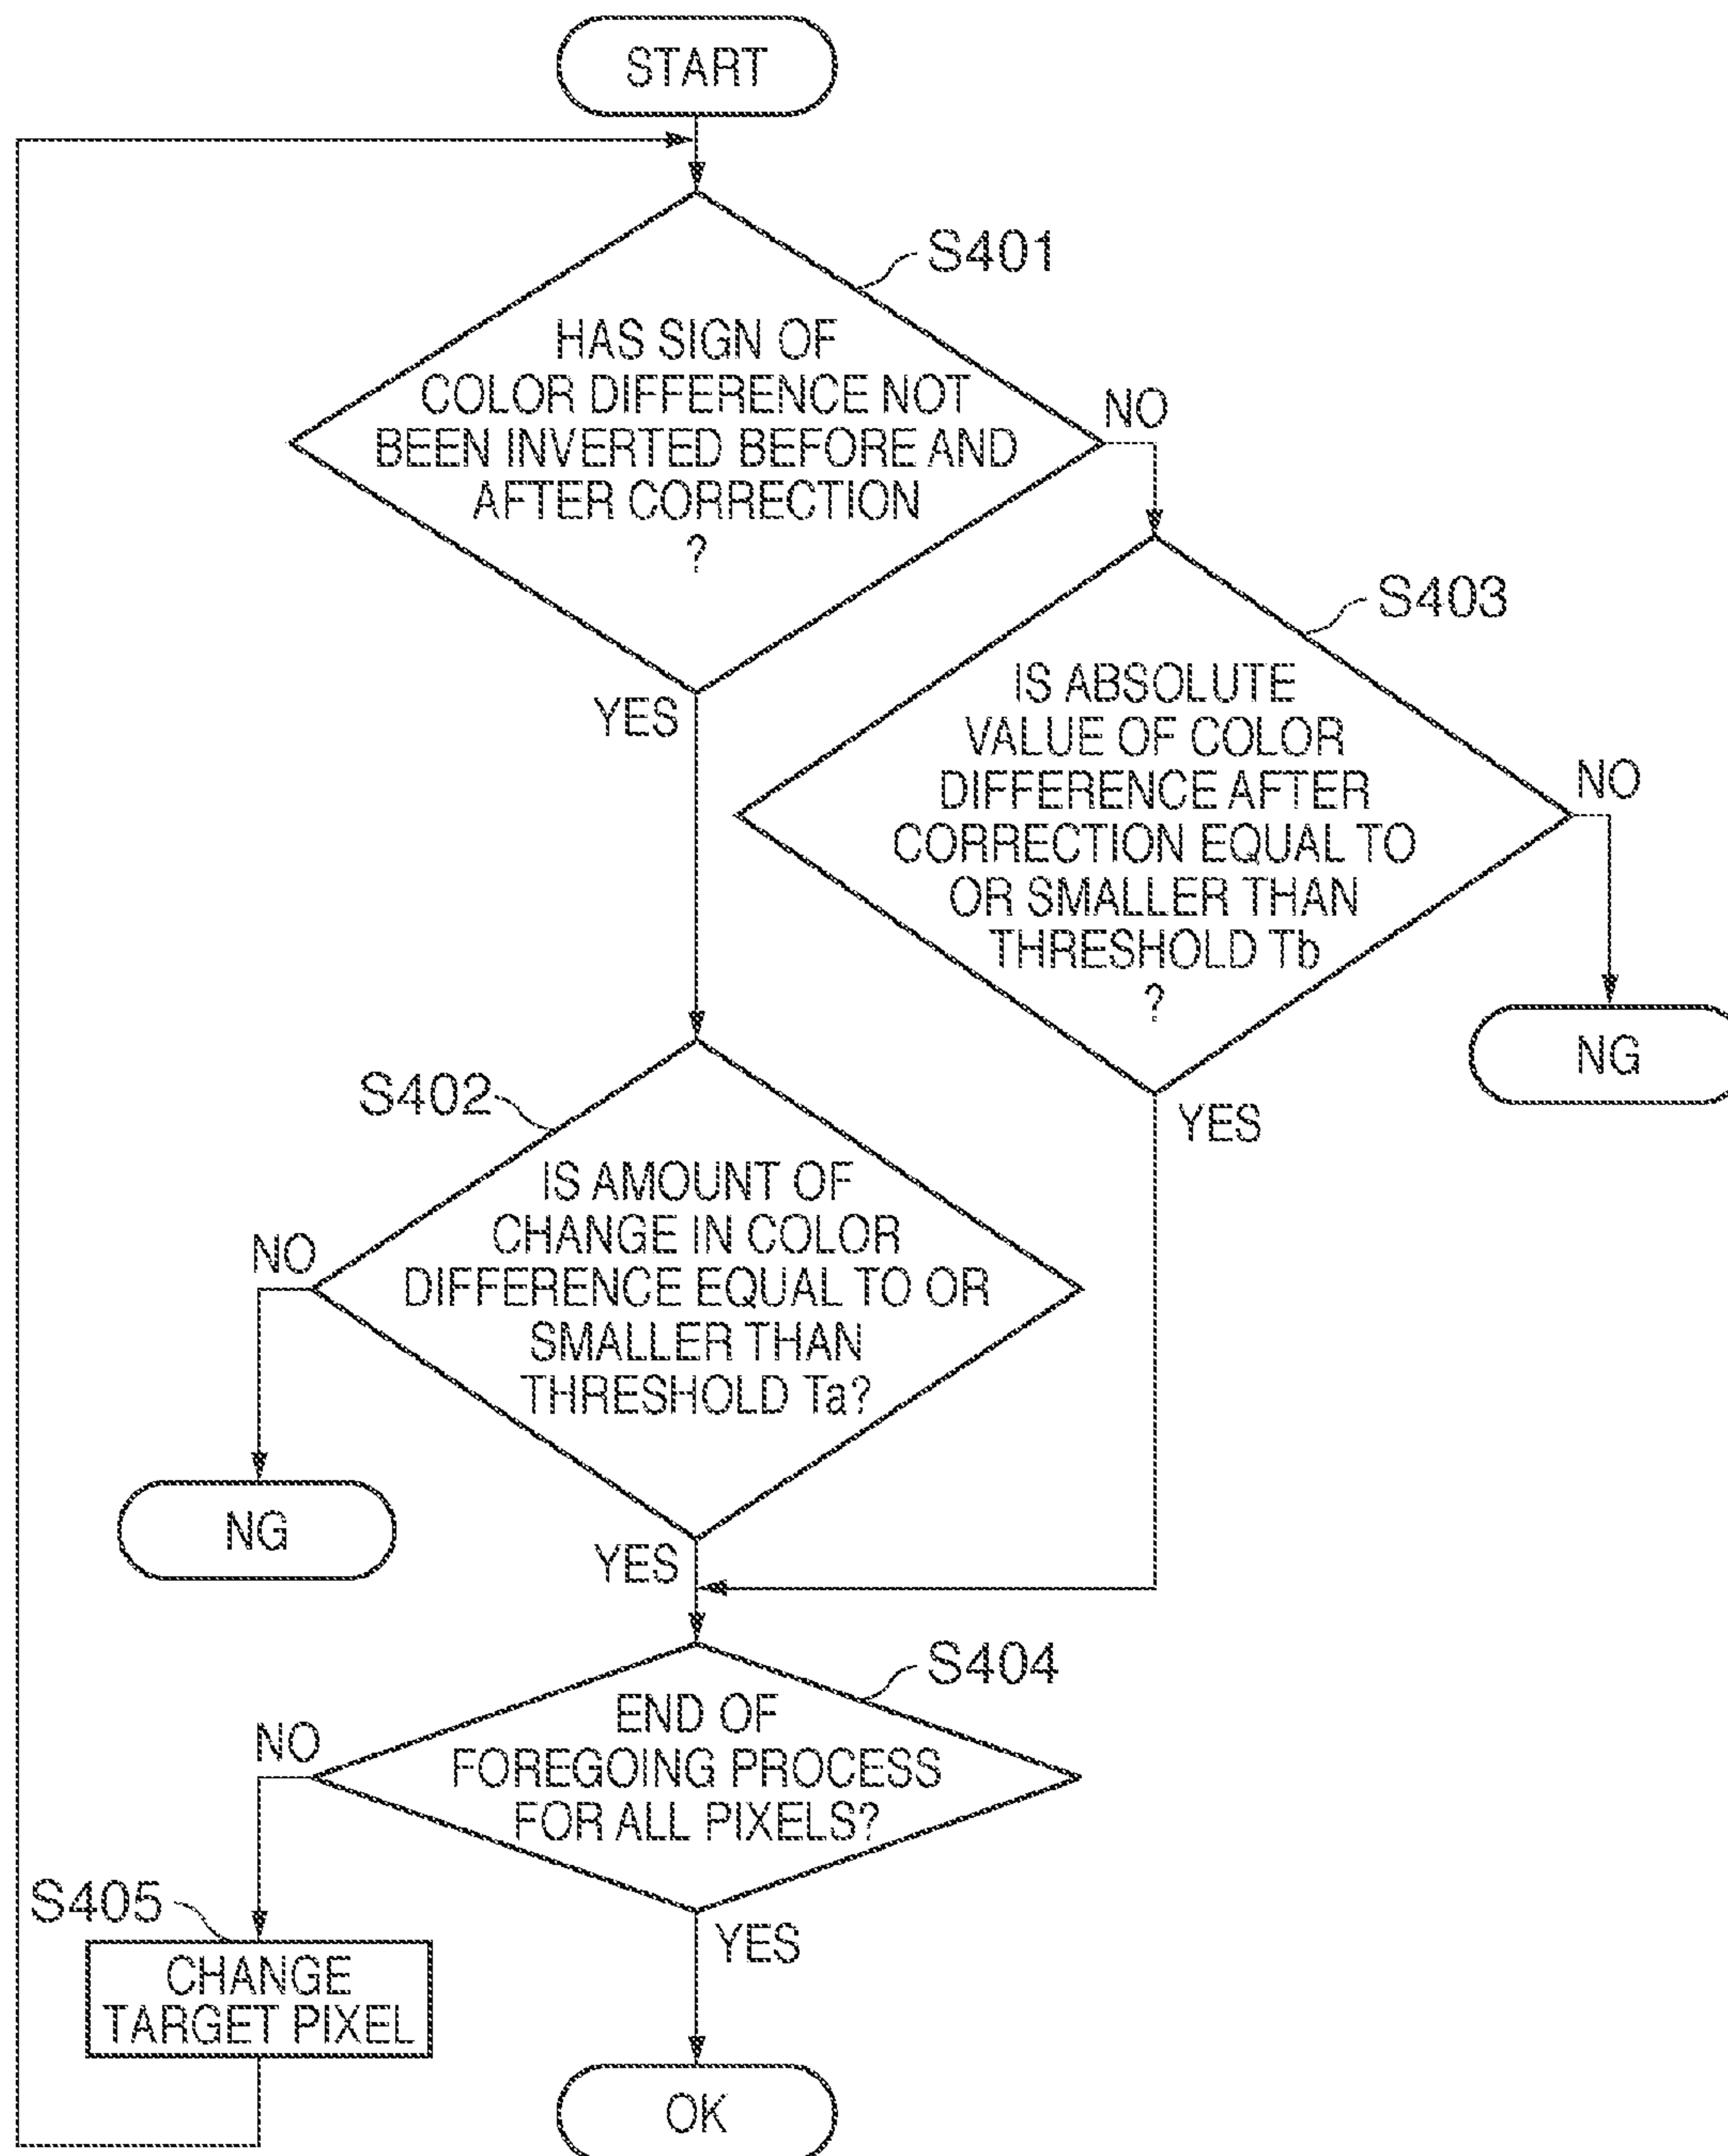 START
S401
HAS SIGN OF
COLOR DIFFERENCE NOT
BEEN INVERTED BEFORE AND
AFTER CORRECTION
?
NO
YES
S403
IS ABSOLUTE
VALUE OF COLOR
DIFFERENCE AFTER
CORRECTION EQUAL TO
OR SMALLER THAN
THRESHOLD Tb
?
NO
NG
YES
S402
IS AMOUNT OF
CHANGE IN COLOR
DIFFERENCE EQUAL TO OR
SMALLER THAN
THRESHOLD Ta?
NO
NG
YES
S404
END OF
FOREGOING PROCESS
FOR ALL PIXELS?
NO
S405
CHANGE
TARGET PIXEL
YES
OK